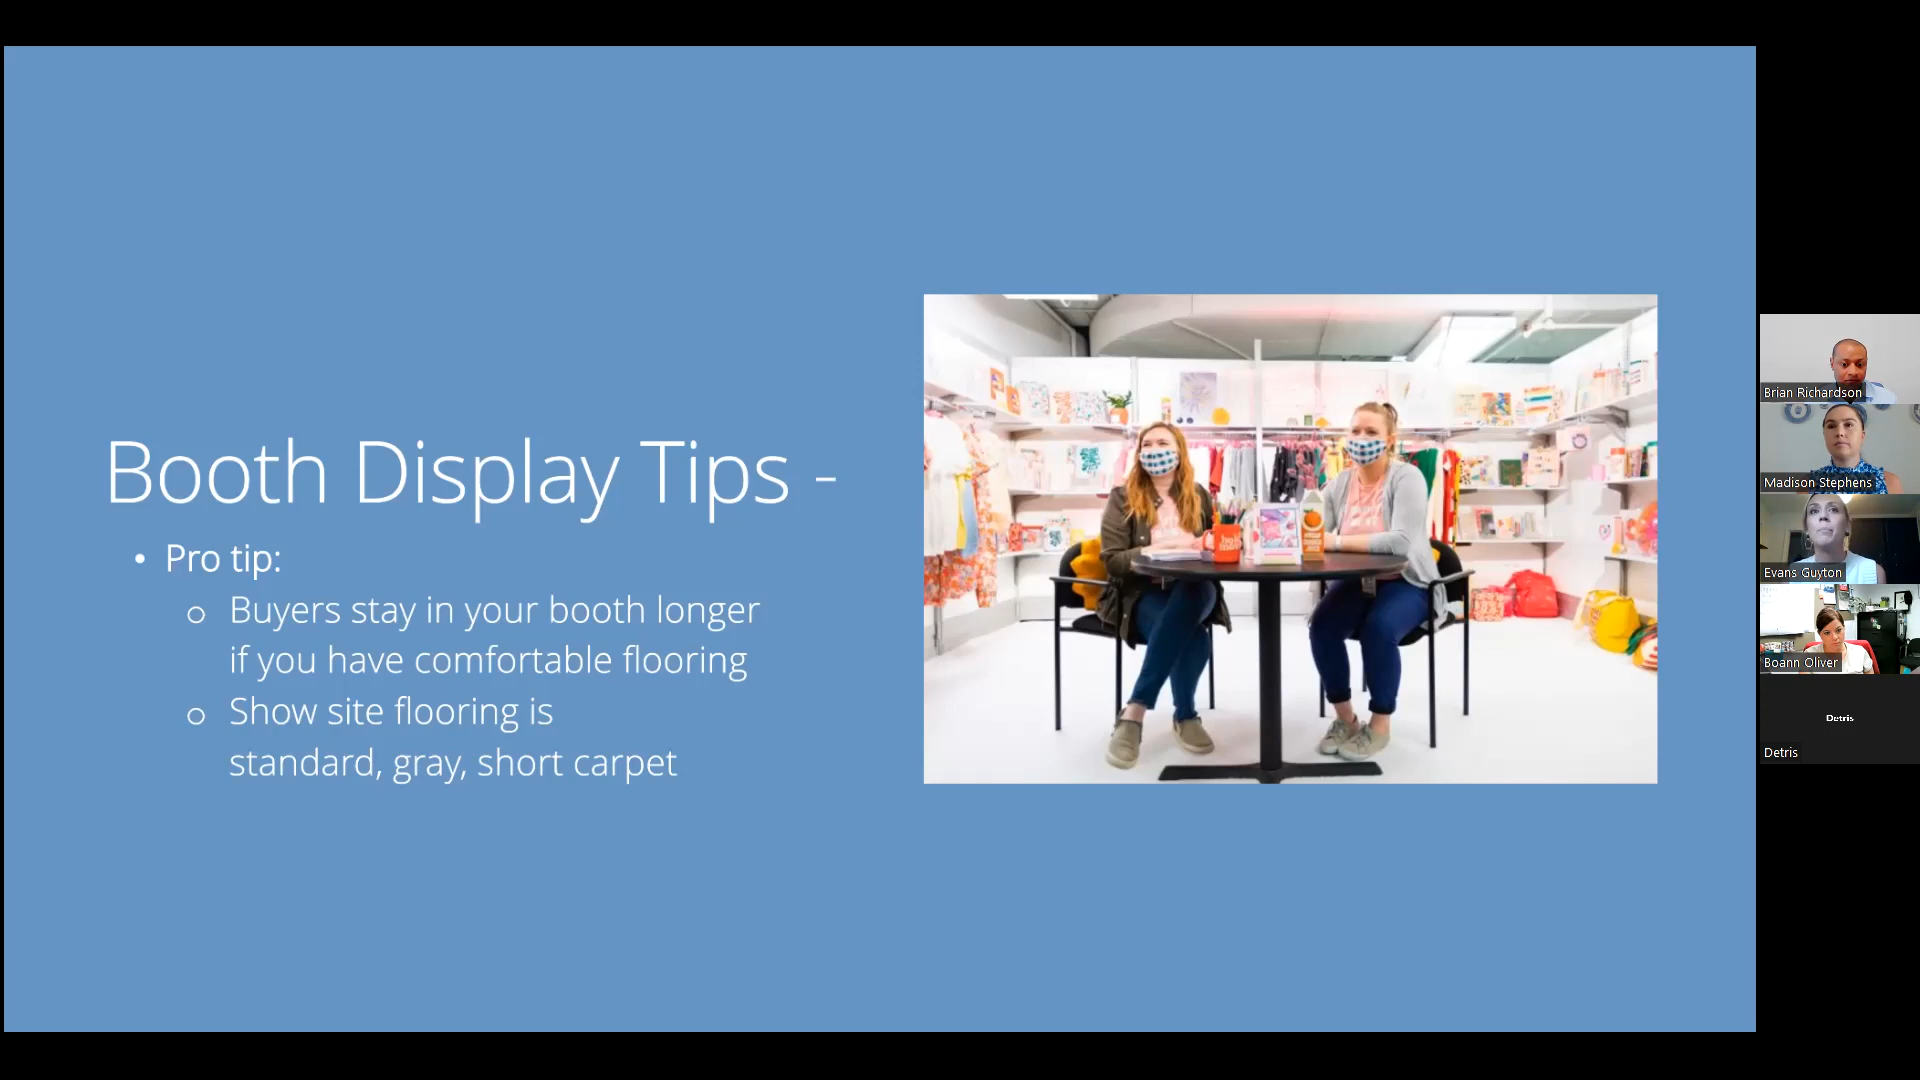 Booth Display Tips -
• Pro tip:
o Buyers stay in your booth longer
if you have comfortable flooring
o Show site flooring is
standard, gray, short carpet
Brian Richardson
Madison Stephens
Evans Guyton
Boann Oliver
Detris
Detris